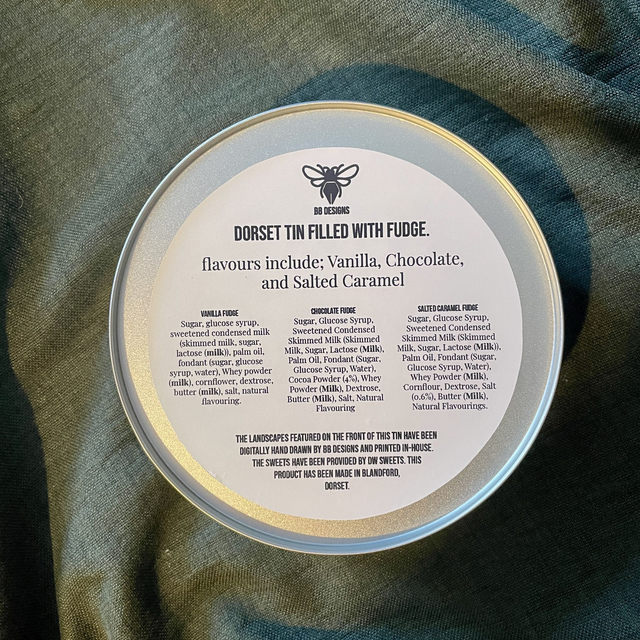 BB DESIGNS
DORSET TIN FILLED WITH FUDGE.
flavours include; Vanilla, Chocolate,
and Salted Caramel
VANILLA FUDGE
Sugar, glucose syrup,
sweetened condensed milk
(skimmed milk, sugar,
lactose (milk)), palm oil,
fondant (sugar, glucose
syrup, water), Whey powder
(milk), cornflower, dextrose,
butter (milk), salt, natural
flavouring.
CHOCOLATE FUDGE
Sugar, Glucose Syrup,
Sweetened Condensed
Skimmed Milk (Skimmed
Milk, Sugar, Lactose (Milk),
Palm Oil, Fondant (Sugar,
Glucose Syrup, Water),
Cocoa Powder (4%), Whey
Powder (Milk), Dextrose,
Butter (Milk), Salt, Natural
Flavouring
SALTED CARAMEL FUDGE
Sugar, Glucose Syrup,
Sweetened Condensed
Skimmed Milk (Skimmed
Milk, Sugar, Lactose (Milk)),
Palm Oil, Fondant (Sugar,
Glucose Syrup, Water),
Whey Powder (Milk),
Cornflour, Dextrose, Salt
(0.6%), Butter (Milk),
Natural Flavourings.
THE LANDSCAPES FEATURED ON THE FRONT OF THIS TIN HAVE BEEN
DIGITALLY HAND DRAWN BY BB DESIGNS AND PRINTED IN-HOUSE.
THE SWEETS HAVE BEEN PROVIDED BY DW SWEETS. THIS
PRODUCT HAS BEEN MADE IN BLANDFORD,
DORSET.